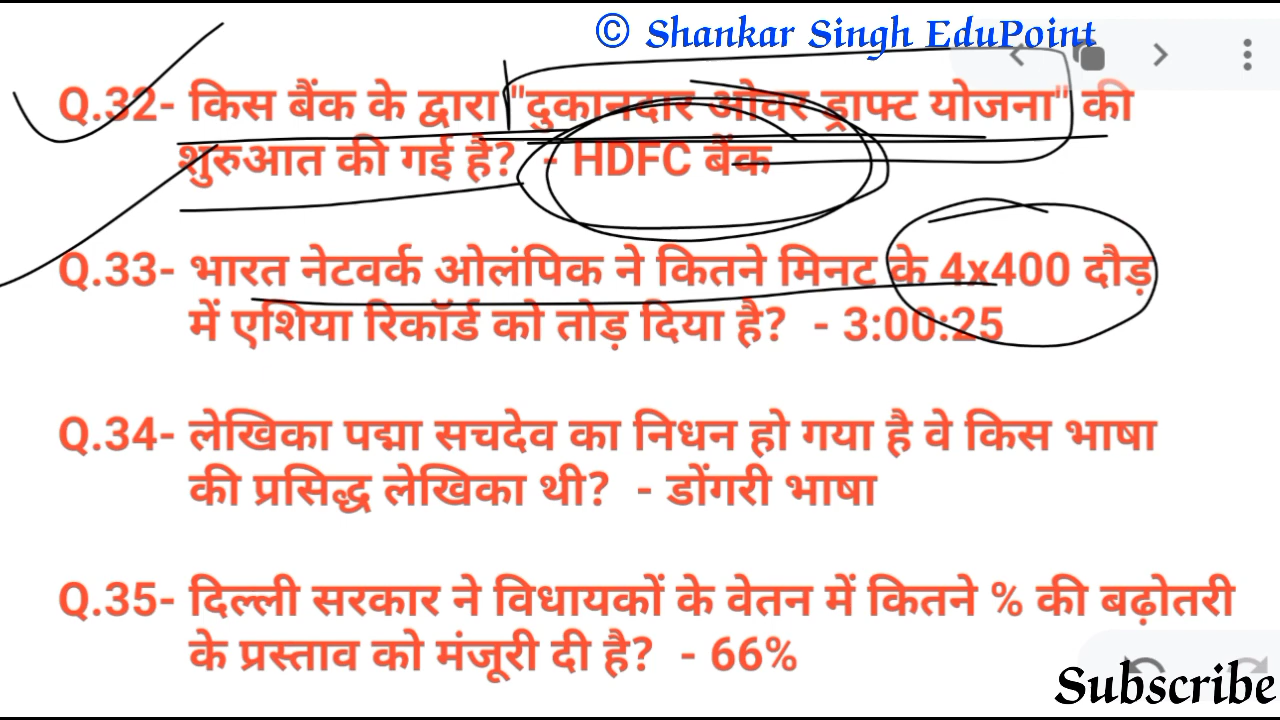 © Shankar Singh EduPoint
Q.32- किस बैंक के द्वारा "दुकानदार ओवर ड्राफ्ट योजना" की
शुरुआत की गई है? - HDFC बैंक
Q.33- भारत नेटवर्क ओलंपिक ने कितने मिनट के 4x400 दौड़
में एशिया रिकॉर्ड को तोड़ दिया है? - 3:00:25
Q.34- लेखिका पद्मा सचदेव का निधन हो गया है वे किस भाषा
की प्रसिद्ध लेखिका थी? - डोंगरी भाषा
Q.35- दिल्ली सरकार ने विधायकों के वेतन में कितने % की बढ़ोतरी
के प्रस्ताव को मंजूरी दी है? - 66%
Subscribe